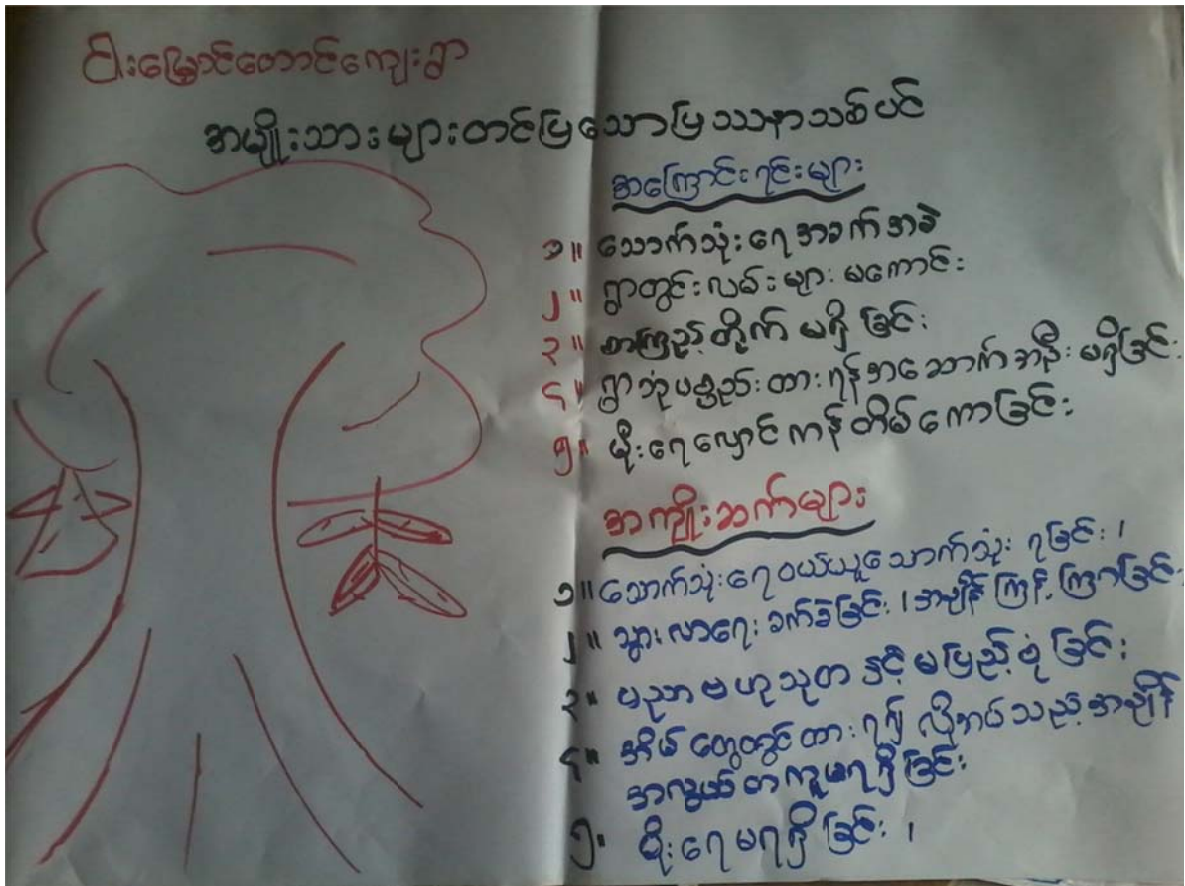 ငါးမြှောင်တောင်ကျေးရွာ
အမျိုးသားများတင်ပြသောပြဿနာသစ်ပင်
အကြောင်းရင်းများ
၁။ သောက်သုံးရေအခက်အခဲ
၂။ ရွာတွင်းလမ်းများ မကောင်း
၃။ စာကြည့်တိုက် မရှိခြင်း
၄။ ရွာဘုံပစ္စည်းထားရန်အဆောက်အဦး မရှိခြင်း
၅။ မိုးရေလှောင်ကန်တိမ်ကောခြင်း
အကျိုးဆက်များ
၁။ သောက်သုံးရေဝယ်ယူသောက်သုံးရခြင်း၊
၂။ သွားလာရေးခက်ခဲခြင်း၊ အချိန်ကြန့်ကြာခြင်း
၃။ ပညာဗဟုသုတနှင့်မပြည့်စုံခြင်း
၄။ အိမ်တွေတွင်ထားရ၍ လိုအပ်သည့်အချိန်
အလွယ်တကူမရရှိခြင်း
၅။ မိုးရေမရရှိခြင်း၊